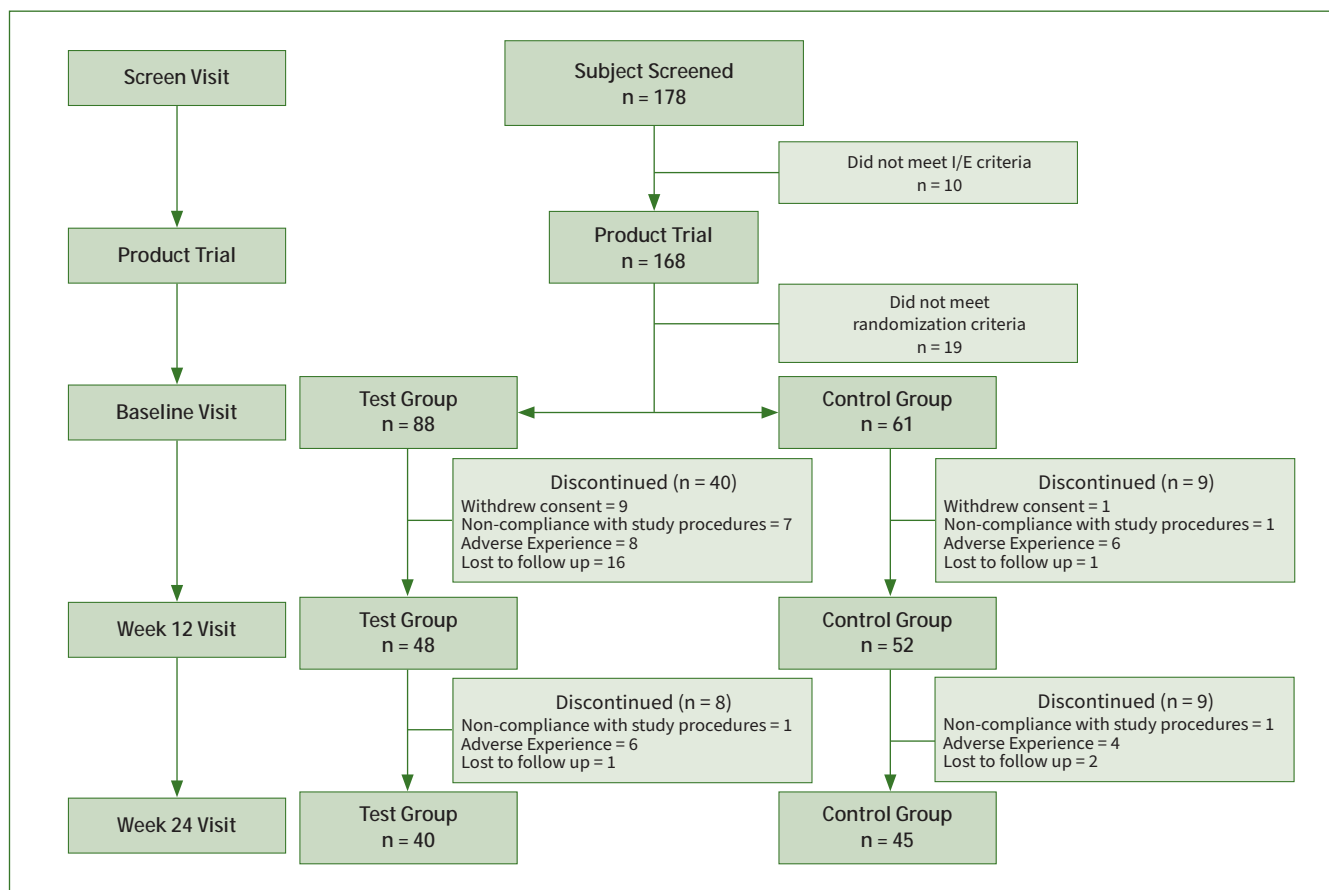 Screen Visit
Subject Screened
n = 178
Did not meet I/E criteria
n = 10
Product Trial
Product Trial
n = 168
Did not meet
randomization criteria
n = 19
Baseline Visit
Test Group
n = 88
Control Group
n = 61
Discontinued (n = 40)
Withdrew consent = 9
Non-compliance with study procedures = 7
Adverse Experience = 8
Lost to follow up = 16
Discontinued (n = 9)
Withdrew consent = 1
Non-compliance with study procedures = 1
Adverse Experience = 6
Lost to follow up = 1
Week 12 Visit
Test Group
n = 48
Control Group
n = 52
Discontinued (n = 8)
Non-compliance with study procedures = 1
Adverse Experience = 6
Lost to follow up = 1
Discontinued (n = 9)
Non-compliance with study procedures = 1
Adverse Experience = 4
Lost to follow up = 2
Week 24 Visit
Test Group
n = 40
Control Group
n = 45